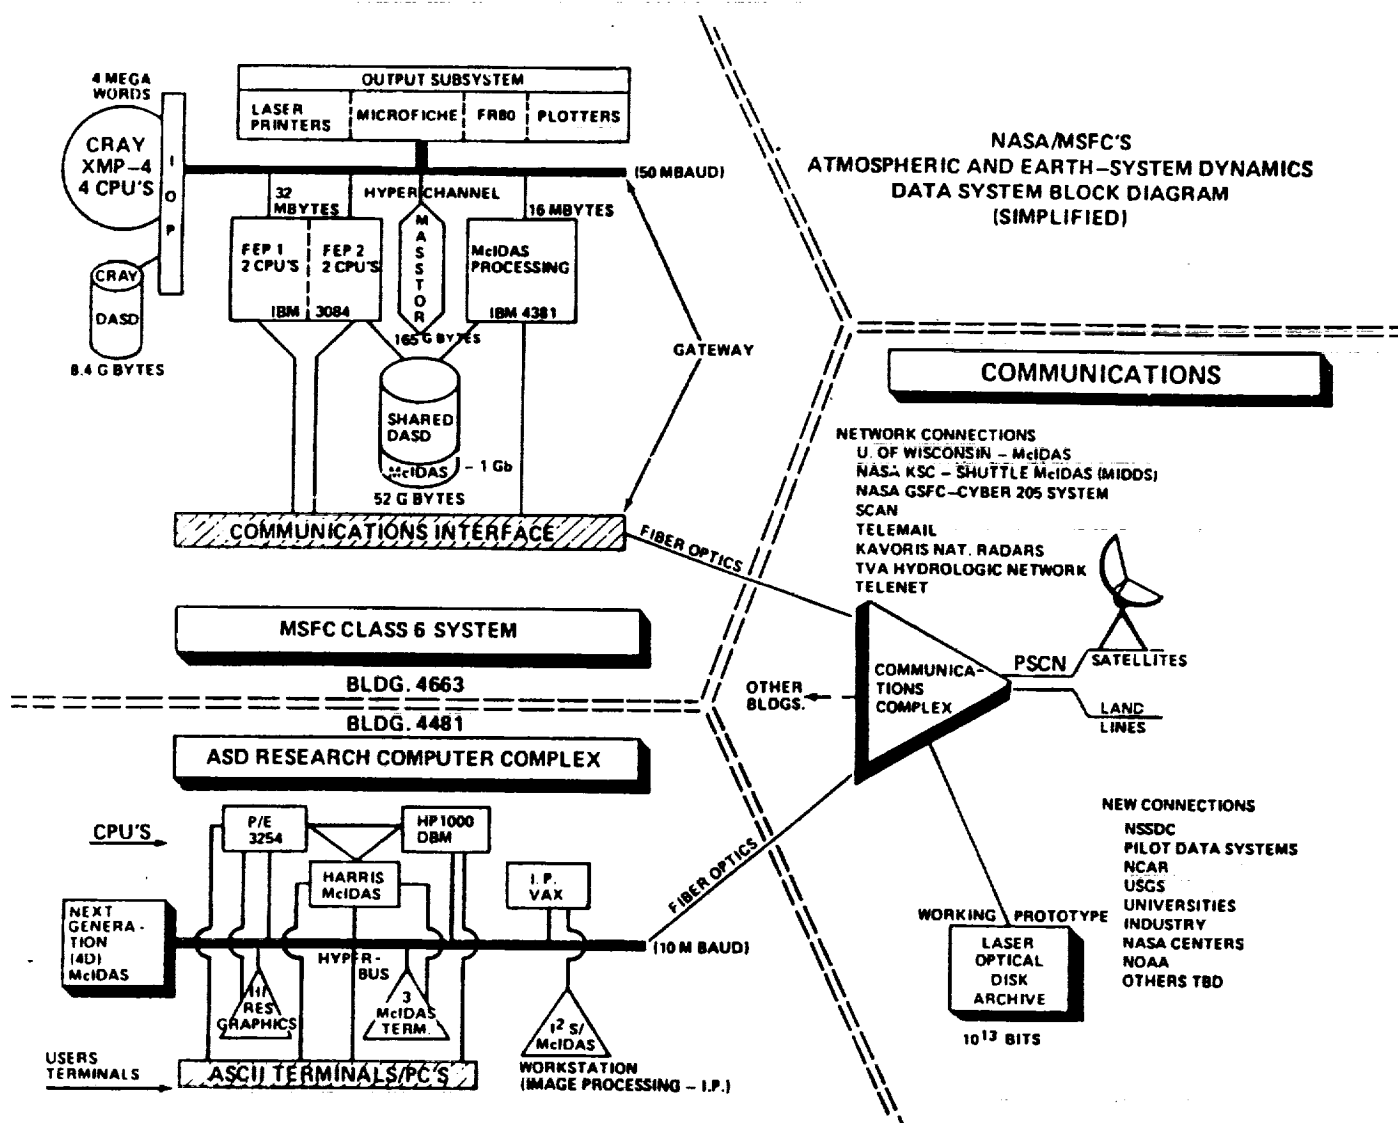 4 MEGA
WORDS
CRAY
XMP-4
4 CPU'S
I
O
P
CRAY
DASD
8.4 G BYTES
OUTPUT SUBSYSTEM
LASER
PRINTERS
MICROFICHE
FR80
PLOTTERS
(50 MBAUD)
32
MBYTES
HYPER CHANNEL
16 MBYTES
FEP 1
2 CPU'S
FEP 2
2 CPU'S
IBM 3084
MASSTOR
McIDAS
PROCESSING
IBM 4381
165 G BYTES
SHARED
DASD
McIDAS
~ 1 Gb
52 G BYTES
GATEWAY
COMMUNICATIONS INTERFACE
FIBER OPTICS
MSFC CLASS 6 SYSTEM
BLDG. 4663
NASA/MSFC'S
ATMOSPHERIC AND EARTH-SYSTEM DYNAMICS
DATA SYSTEM BLOCK DIAGRAM
(SIMPLIFIED)
COMMUNICATIONS
NETWORK CONNECTIONS
U. OF WISCONSIN - McIDAS
NASA KSC - SHUTTLE McIDAS (MIDDS)
NASA GSFC-CYBER 205 SYSTEM
SCAN
TELEMAIL
KAVORIS NAT. RADARS
TVA HYDROLOGIC NETWORK
TELENET
COMMUNICA-
TIONS
COMPLEX
OTHER
BLDGS.
PSCN
SATELLITES
LAND
LINES
NEW CONNECTIONS
NSSDC
PILOT DATA SYSTEMS
NCAR
USGS
UNIVERSITIES
INDUSTRY
NASA CENTERS
NOAA
OTHERS TBD
WORKING PROTOTYPE
LASER
OPTICAL
DISK
ARCHIVE
10¹³ BITS
BLDG. 4481
ASD RESEARCH COMPUTER COMPLEX
CPU'S
P/E
3254
HP1000
DBM
HARRIS
McIDAS
I. P.
VAX
FIBER OPTICS
NEXT
GENERA-
TION
(4D)
McIDAS
(10 M BAUD)
HYPER-
BUS
RES
GRAPHICS
3
McIDAS
TERM.
I² S/
McIDAS
USERS
TERMINALS
ASCII TERMINALS/PC'S
WORKSTATION
(IMAGE PROCESSING - I.P.)